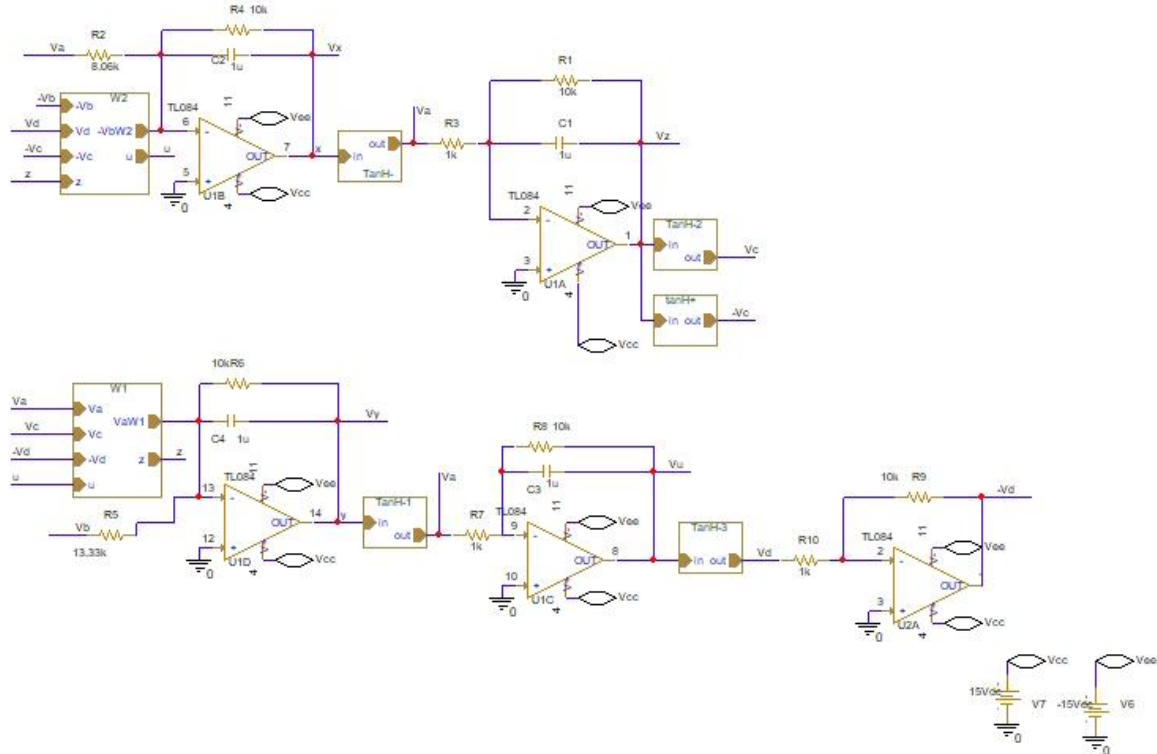 R4 10k
R2
Va
8.06k
C2
1u
Vx
-Vb
W2
-Vb
Vd
Vd
-VbW2
-Vc
-Vc
u
u
z
z
TL084
6
-
11
Vee
OUT
7
x
5
+
0
U1B
4
Vcc
in
out
TanH-
Va
R3
1k
R1
10k
C1
1u
Vz
TL084
2
-
11
Vee
OUT
1
3
+
0
U1A
4
Vcc
TanH-2
in
out
Vc
tanH+
in out
-Vc
10kR6
W1
Va
Va
Vc
Vc
VaW1
-Vd
-Vd
z
z
u
u
C4
1u
Vy
TL084
13
-
11
Vee
OUT
14
y
12
+
0
U1D
4
Vcc
Vb
R5
13.33k
TanH-1
in
out
Va
R7
1k
R8 10k
C3
1u
Vu
TL084
9
-
11
Vee
OUT
8
10
+
0
U1C
4
Vcc
TanH-3
in out
Vd
R10
1k
10k R9
-Vd
TL084
2
-
11
Vee
OUT
3
+
0
U2A
4
Vcc
Vcc
15Vdc
V7
0
Vee
-15Vdc
V6
0